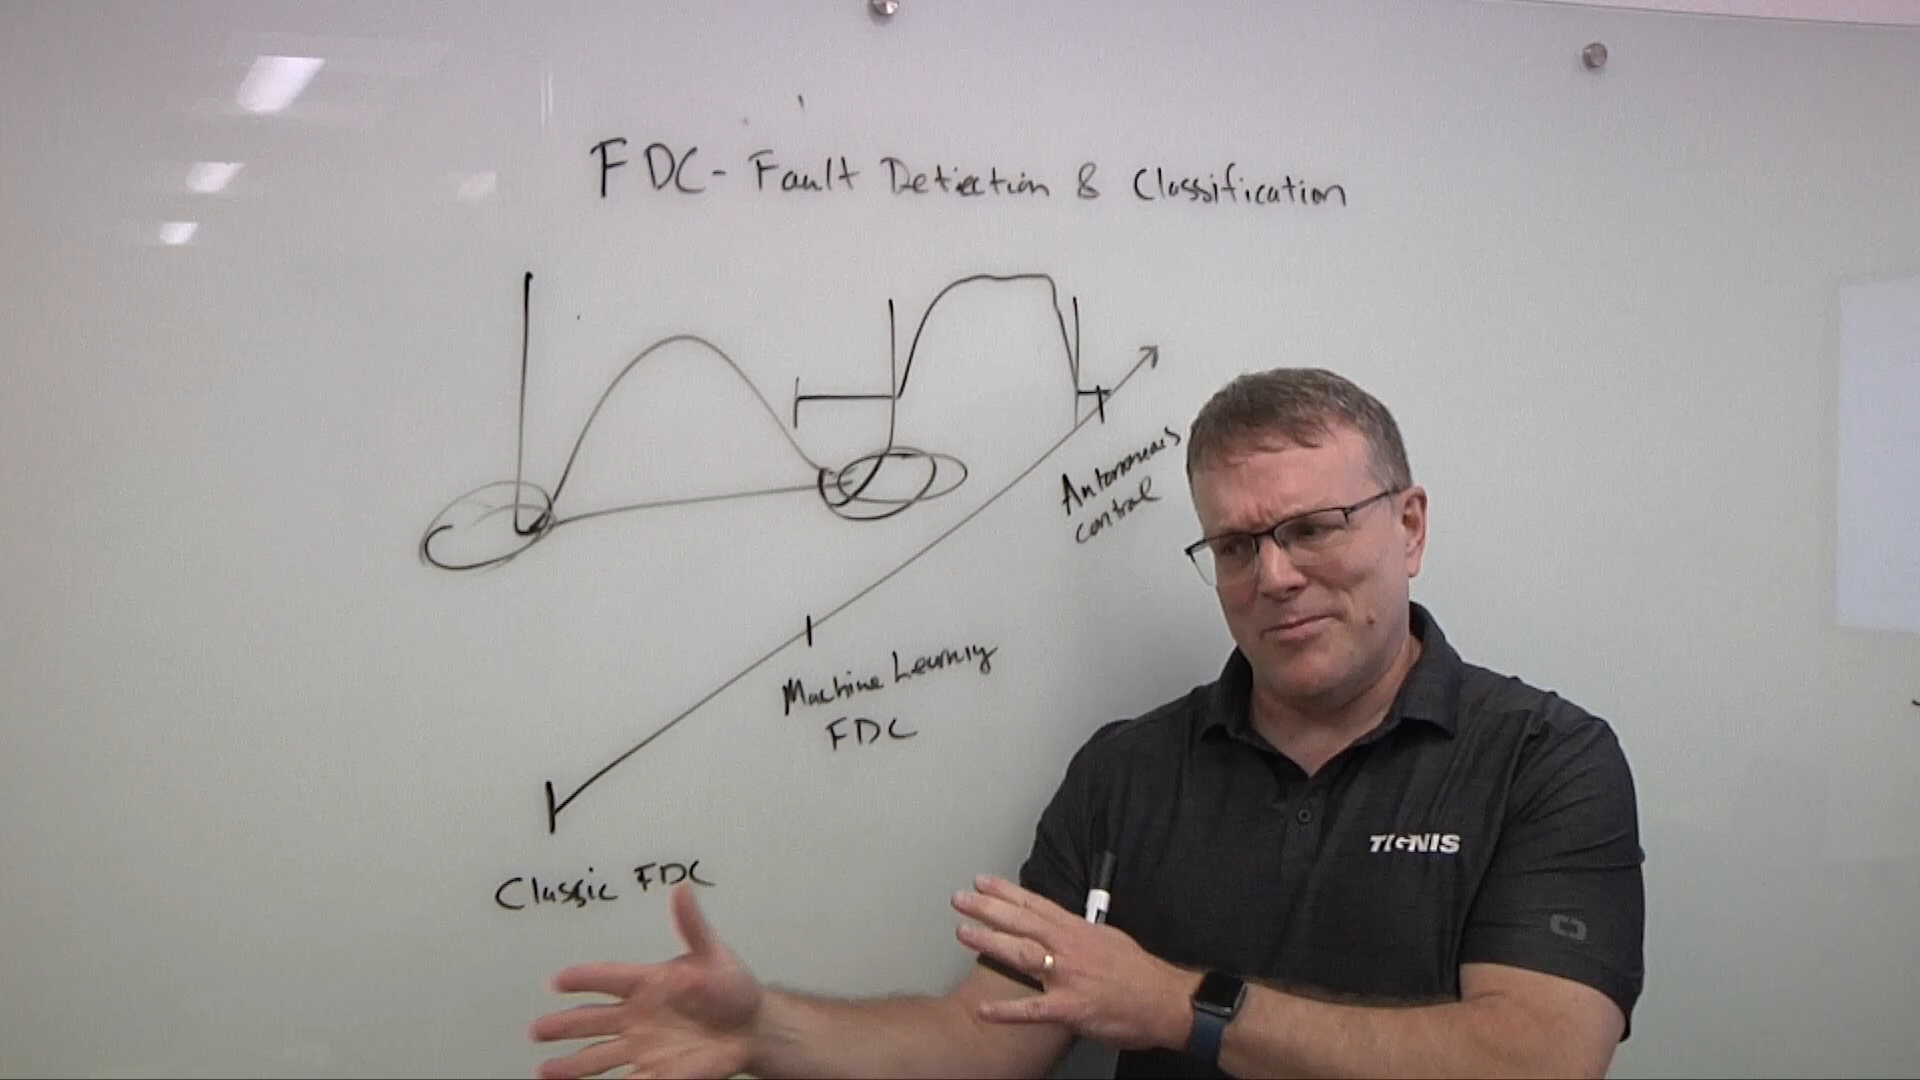 FDC - Fault Detection & Classification
Autonomous
control
Machine Learning
FDC
Classic FDC
TIGNIS